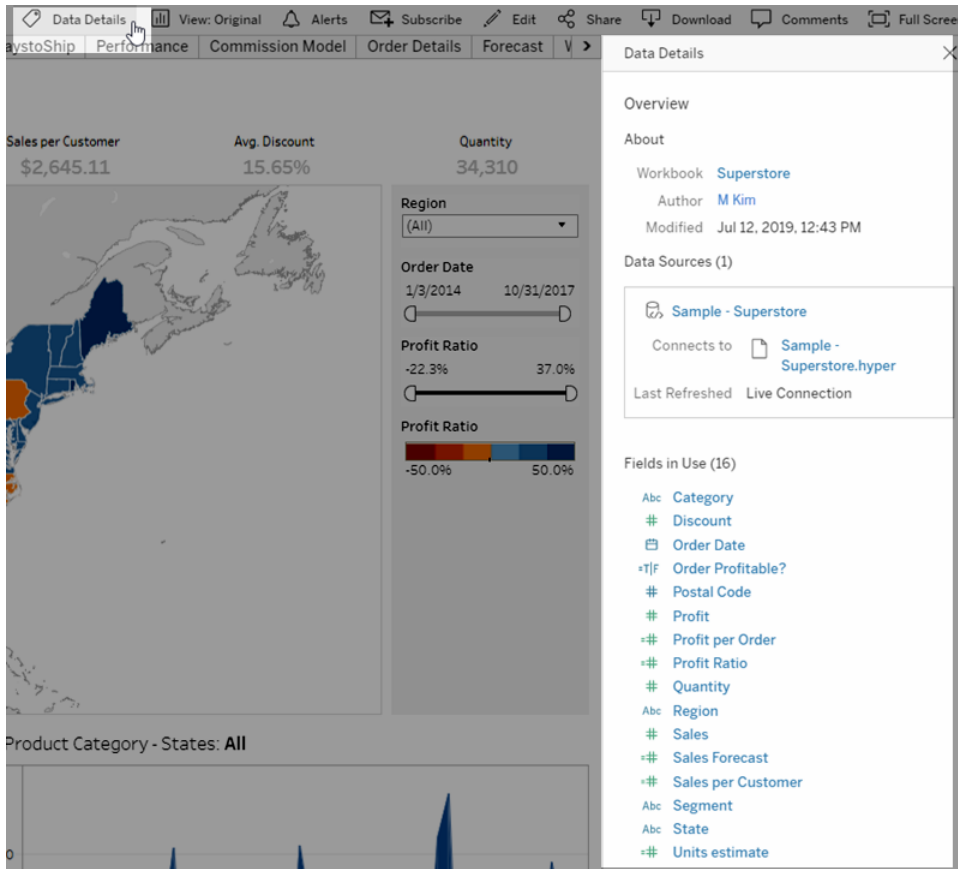 Data Details View: Original Alerts Subscribe Edit Share Download Comments Full Scree
aystoShip Performance Commission Model Order Details Forecast
Data Details
Overview
About
Workbook Superstore
Author M Kim
Modified Jul 12, 2019, 12:43 PM
Data Sources (1)
Sample - Superstore
Connects to Sample -
Superstore.hyper
Last Refreshed Live Connection
Fields in Use (16)
Abc Category
# Discount
Order Date
=T|F Order Profitable?
# Postal Code
# Profit
=# Profit per Order
=# Profit Ratio
# Quantity
Abc Region
# Sales
=# Sales Forecast
=# Sales per Customer
Abc Segment
Abc State
=# Units estimate
Sales per Customer Avg. Discount Quantity
$2,645.11 15.65% 34,310
Region
(All)
Order Date
1/3/2014 10/31/2017
Profit Ratio
-22.3% 37.0%
Profit Ratio
-50.0% 50.0%
Product Category - States: All
0